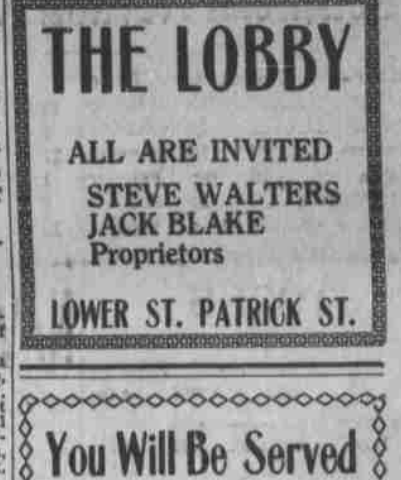 THE LOBBY
ALL ARE INVITED
STEVE WALTERS
JACK BLAKE
Proprietors
LOWER ST. PATRICK ST.
You Will Be Served